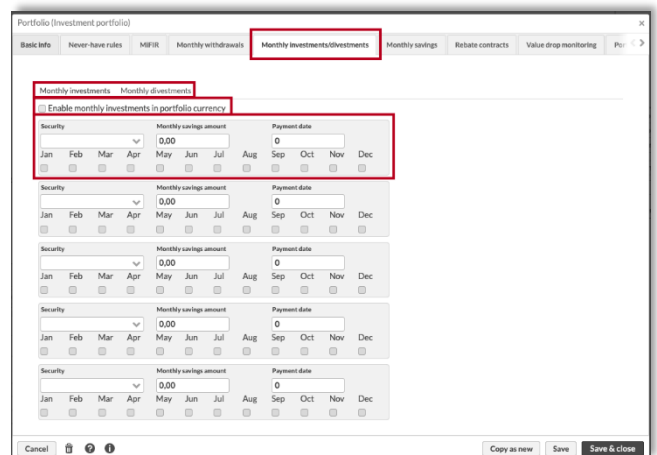 Portfolio (Investment portfolio) ×
Basic info Never-have rules MIFIR Monthly withdrawals Monthly investments/divestments Monthly savings Rebate contracts Value drop monitoring Por < >
Monthly investments Monthly divestments
Enable monthly investments in portfolio currency
Security Monthly savings amount Payment date
0,00 0
Jan Feb Mar Apr May Jun Jul Aug Sep Oct Nov Dec
Security Monthly savings amount Payment date
0,00 0
Jan Feb Mar Apr May Jun Jul Aug Sep Oct Nov Dec
Security Monthly savings amount Payment date
0,00 0
Jan Feb Mar Apr May Jun Jul Aug Sep Oct Nov Dec
Security Monthly savings amount Payment date
0,00 0
Jan Feb Mar Apr May Jun Jul Aug Sep Oct Nov Dec
Security Monthly savings amount Payment date
0,00 0
Jan Feb Mar Apr May Jun Jul Aug Sep Oct Nov Dec
Cancel Copy as new Save Save & close